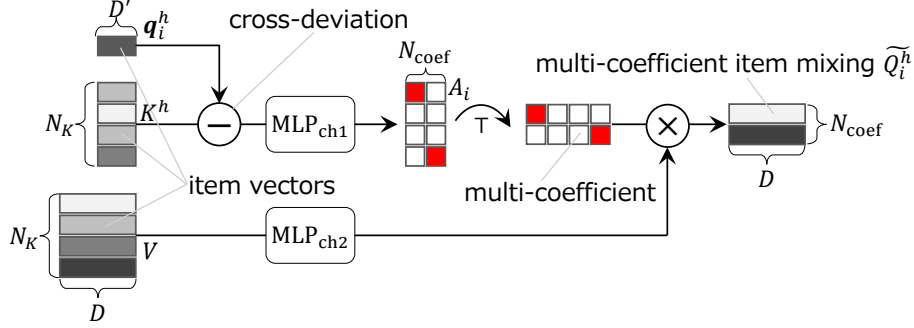 D′
q_i^h
cross-deviation
N_coef
multi-coefficient item mixing Q̃_i^h
N_K
K^h
−
MLP_ch1
A_i
T
×
N_coef
D
item vectors
multi-coefficient
N_K
V
MLP_ch2
D